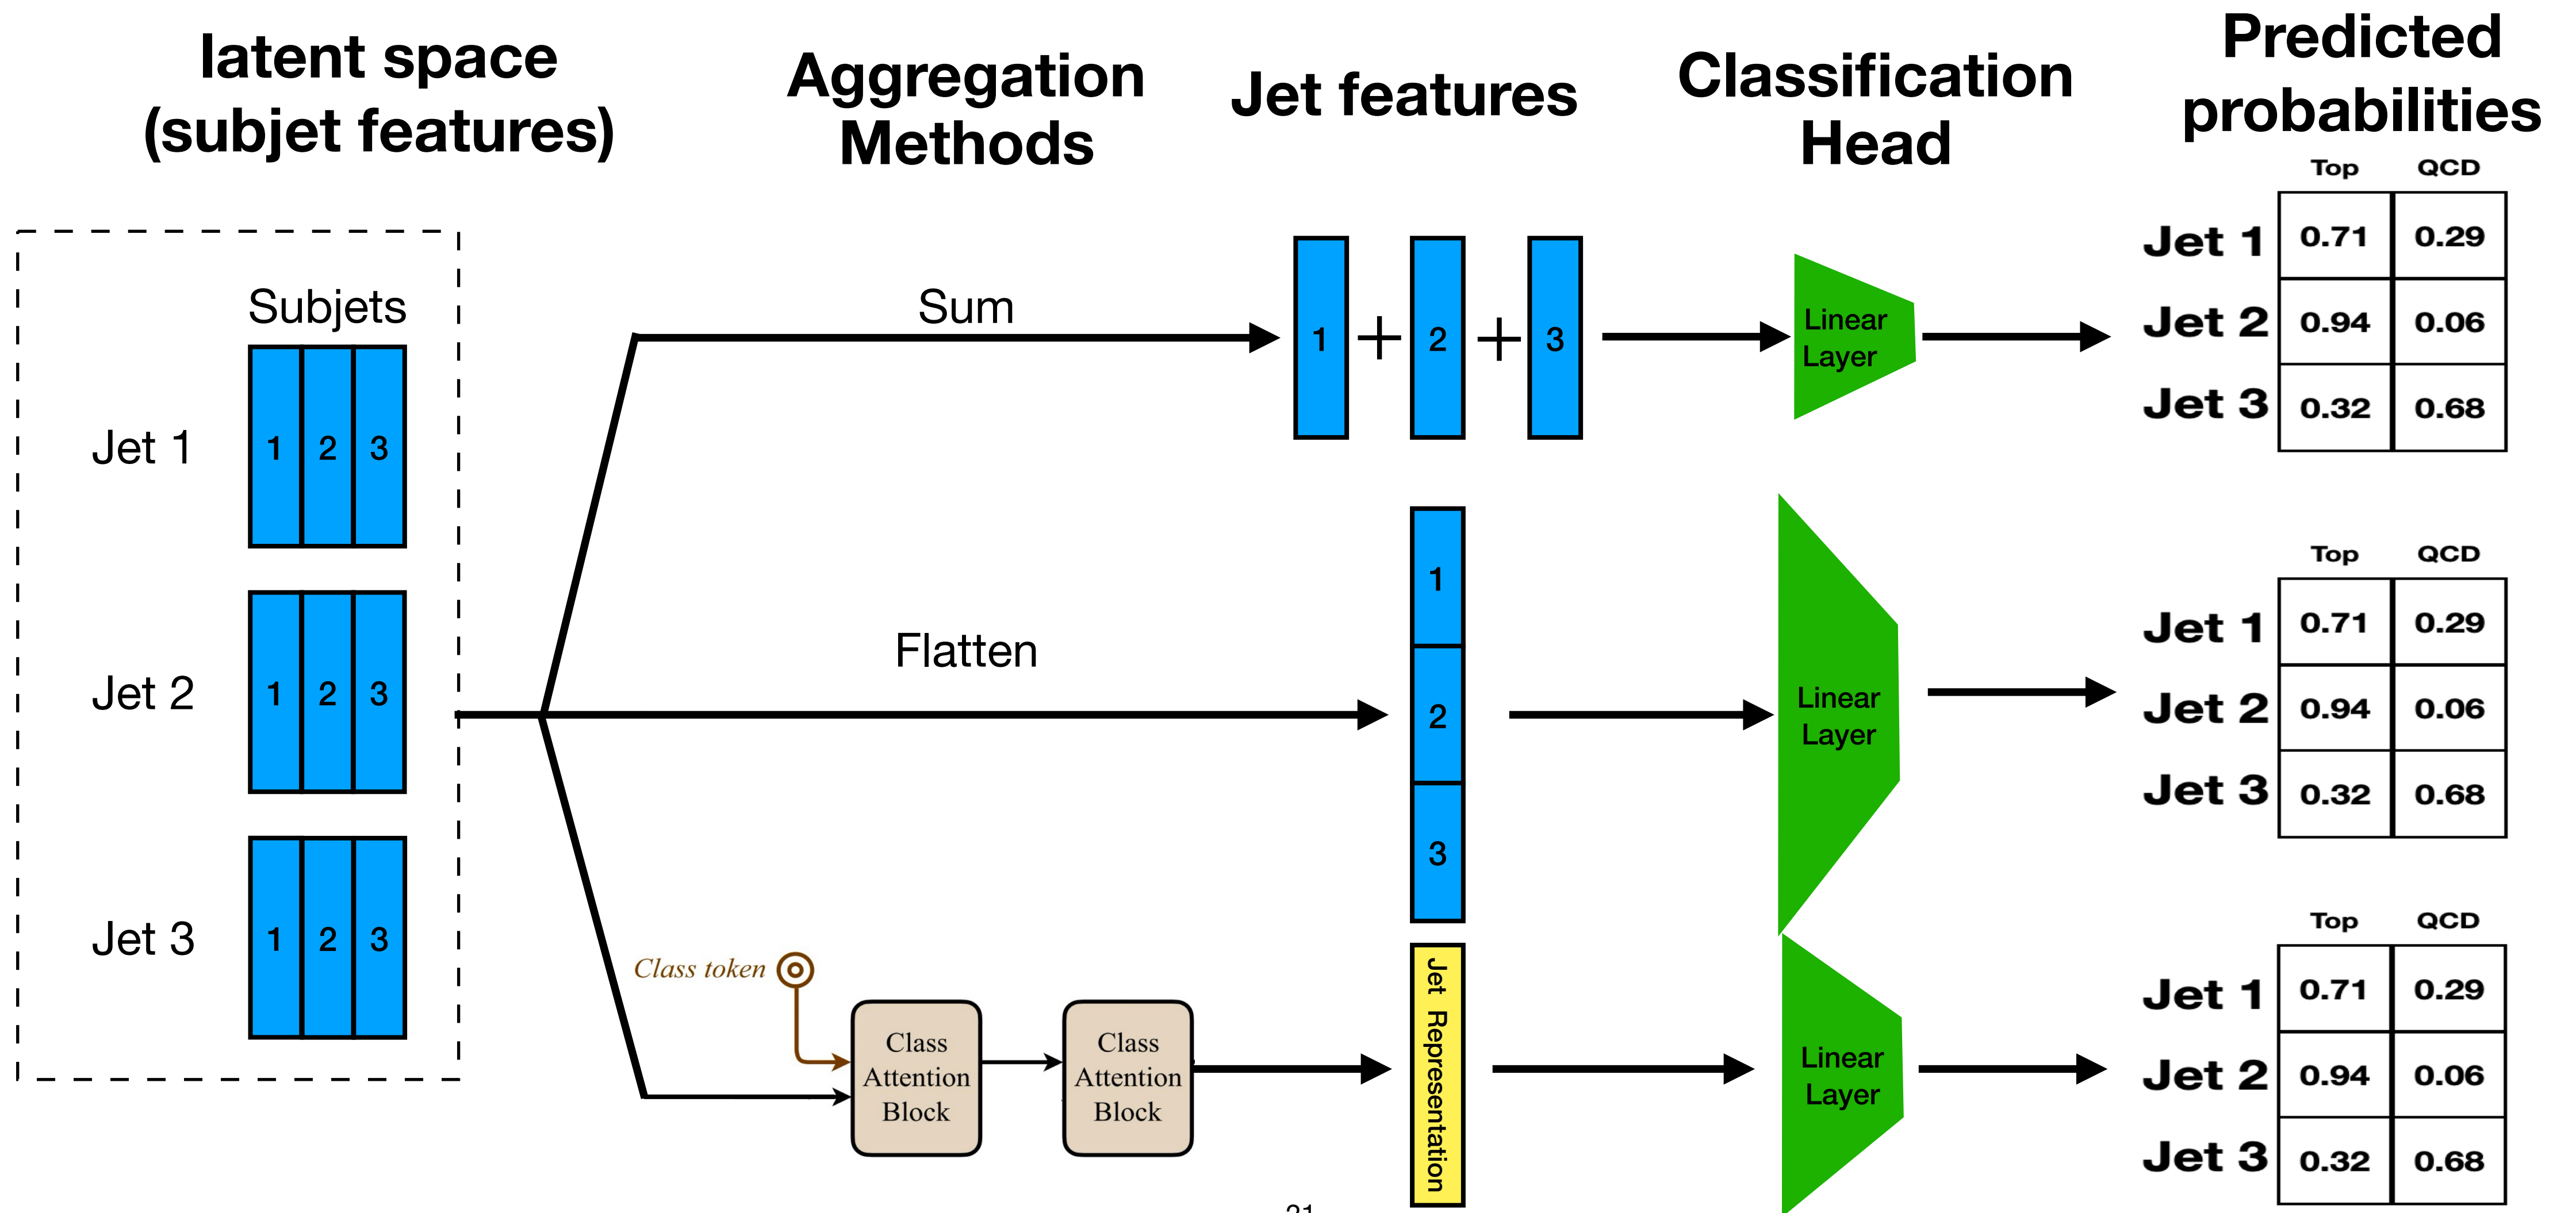 latent space
(subjet features)
Aggregation
Methods
Jet features
Classification
Head
Predicted
probabilities
Subjets
Jet 1
1 2 3
Jet 2
1 2 3
Jet 3
1 2 3
Sum
1 + 2 + 3
Linear
Layer
Top QCD
Jet 1 0.71 0.29
Jet 2 0.94 0.06
Jet 3 0.32 0.68
Flatten
1
2
3
Linear
Layer
Top QCD
Jet 1 0.71 0.29
Jet 2 0.94 0.06
Jet 3 0.32 0.68
Class token
Class
Attention
Block
Class
Attention
Block
Jet Representation
Linear
Layer
Top QCD
Jet 1 0.71 0.29
Jet 2 0.94 0.06
Jet 3 0.32 0.68